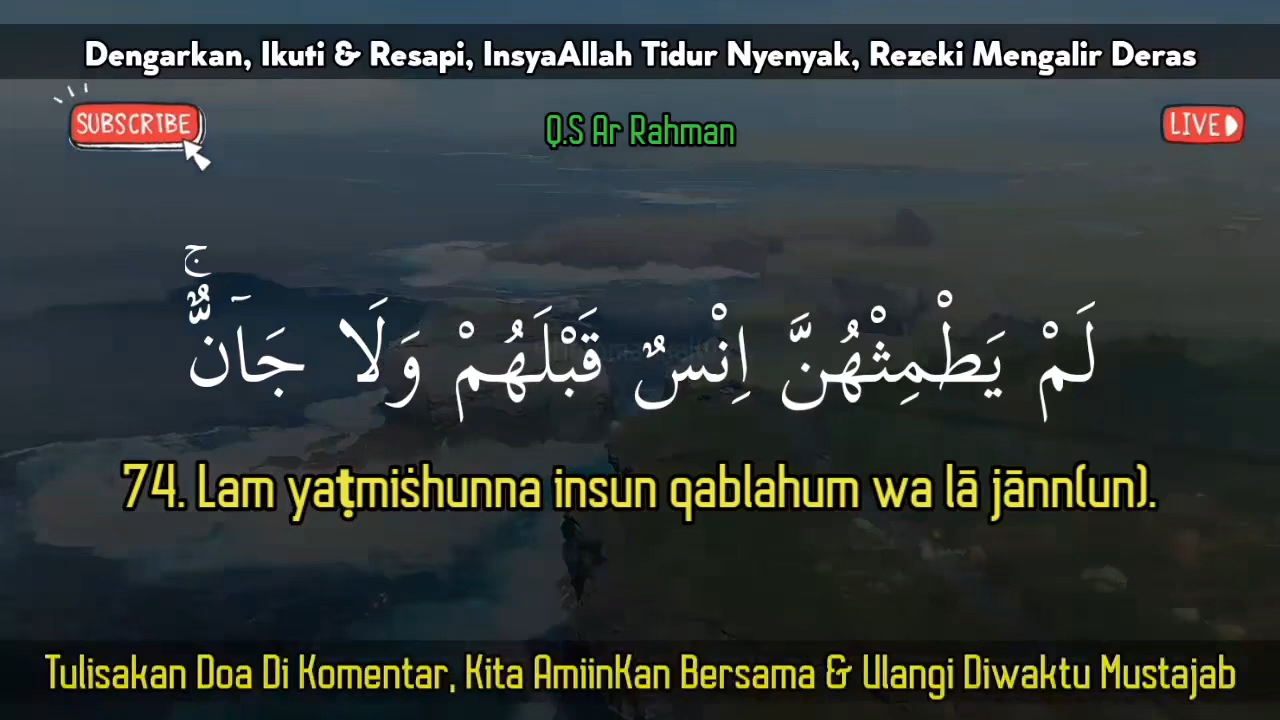 Dengarkan, Ikuti & Resapi, InsyaAllah Tidur Nyenyak, Rezeki Mengalir Deras
SUBSCRIBE
Q.S Ar Rahman
LIVE
لَمْ يَطْمِثْهُنَّ اِنْسٌ قَبْلَهُمْ وَلَا جَاۤنٌّۚ
74. Lam yaṭmiṡhunna insun qablahum wa lā jānn(un).
Tulisakan Doa Di Komentar, Kita AmiinKan Bersama & Ulangi Diwaktu Mustajab